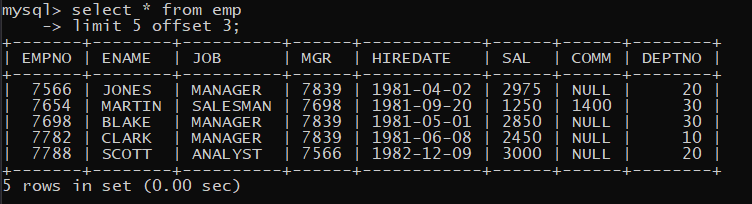 mysql> select * from emp
    -> limit 5 offset 3;
+-------+--------+----------+------+------------+------+------+--------+
| EMPNO | ENAME  | JOB      | MGR  | HIREDATE   | SAL  | COMM | DEPTNO |
+-------+--------+----------+------+------------+------+------+--------+
|  7566 | JONES  | MANAGER  | 7839 | 1981-04-02 | 2975 | NULL |     20 |
|  7654 | MARTIN | SALESMAN | 7698 | 1981-09-20 | 1250 | 1400 |     30 |
|  7698 | BLAKE  | MANAGER  | 7839 | 1981-05-01 | 2850 | NULL |     30 |
|  7782 | CLARK  | MANAGER  | 7839 | 1981-06-08 | 2450 | NULL |     10 |
|  7788 | SCOTT  | ANALYST  | 7566 | 1982-12-09 | 3000 | NULL |     20 |
+-------+--------+----------+------+------------+------+------+--------+
5 rows in set (0.00 sec)